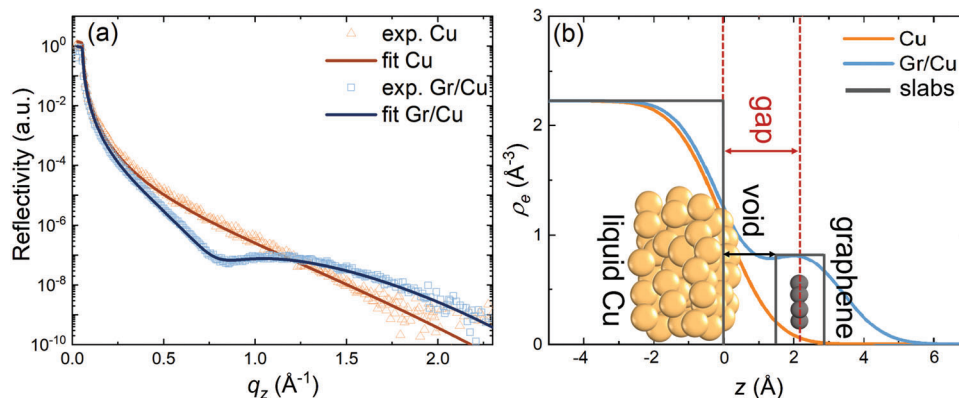 (a)
exp. Cu
fit Cu
exp. Gr/Cu
fit Gr/Cu
Reflectivity (a.u.)
10⁰
10⁻²
10⁻⁴
10⁻⁶
10⁻⁸
10⁻¹⁰
0.0
0.5
1.0
1.5
2.0
q_z (Å⁻¹)
(b)
Cu
Gr/Cu
slabs
gap
void
liquid Cu
graphene
ρ_e (Å⁻³)
3
2
1
0
-4
-2
0
2
4
6
z (Å)